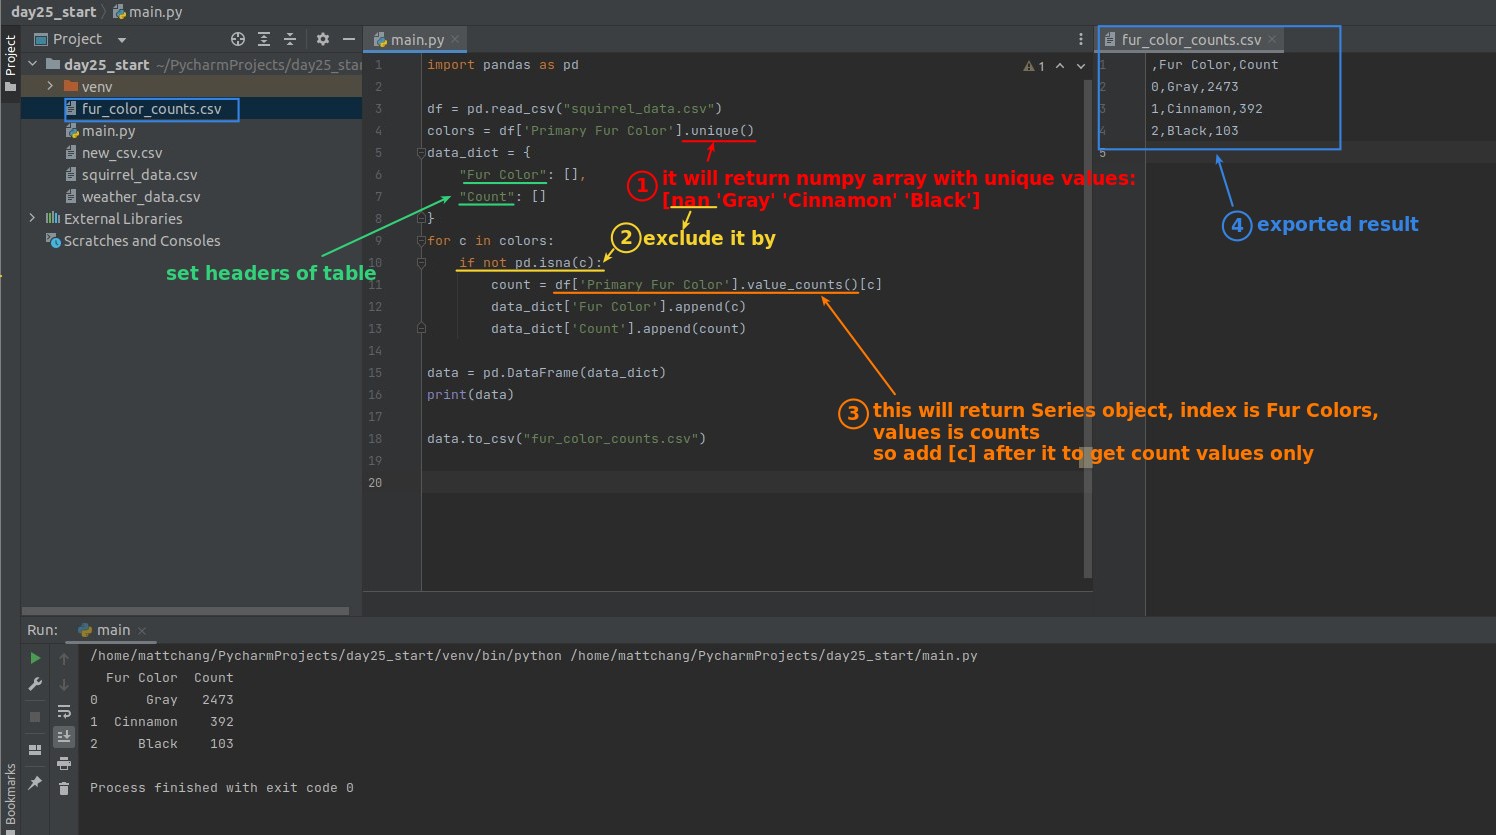 day25_start
main.py
Project
Project
day25_start ~/PycharmProjects/day25_star
venv
fur_color_counts.csv
main.py
new_csv.csv
squirrel_data.csv
weather_data.csv
External Libraries
Scratches and Consoles
set headers of table
main.py
1
1 import pandas as pd
2
3 df = pd.read_csv("squirrel_data.csv")
4 colors = df['Primary Fur Color'].unique()
5 data_dict = {
6 "Fur Color": [],
7 "Count": []
8 }
9 for c in colors:
10 if not pd.isna(c):
11 count = df['Primary Fur Color'].value_counts()[c]
12 data_dict['Fur Color'].append(c)
13 data_dict['Count'].append(count)
14
15 data = pd.DataFrame(data_dict)
16 print(data)
17
18 data.to_csv("fur_color_counts.csv")
19
20
1 it will return numpy array with unique values:
[nan 'Gray' 'Cinnamon' 'Black']
2 exclude it by
3 this will return Series object, index is Fur Colors,
values is counts
so add [c] after it to get count values only
fur_color_counts.csv
1 ,Fur Color,Count
2 0,Gray,2473
3 1,Cinnamon,392
4 2,Black,103
5
4 exported result
Run: main
/home/mattchang/PycharmProjects/day25_start/venv/bin/python /home/mattchang/PycharmProjects/day25_start/main.py
Fur Color Count
0 Gray 2473
1 Cinnamon 392
2 Black 103
Process finished with exit code 0
Bookmarks